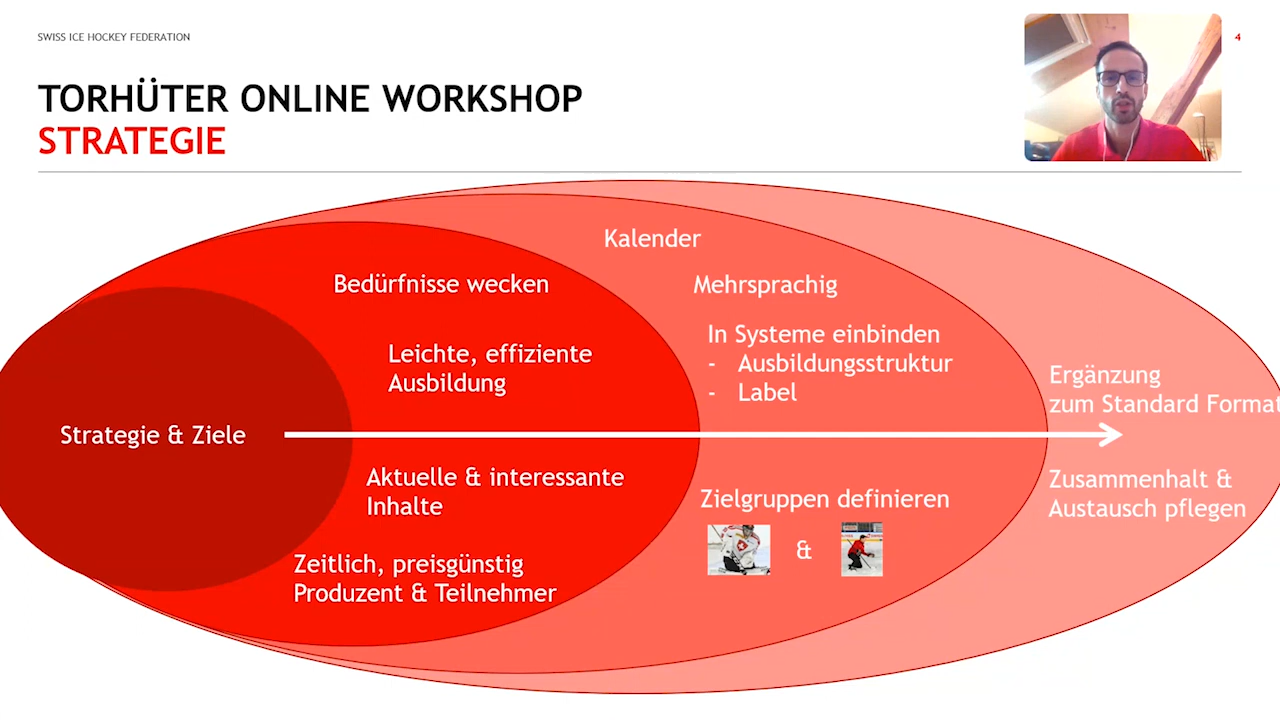 SWISS ICE HOCKEY FEDERATION
4
TORHÜTER ONLINE WORKSHOP
STRATEGIE
Kalender
Bedürfnisse wecken
Mehrsprachig
Leichte, effiziente
Ausbildung
In Systeme einbinden
- Ausbildungsstruktur
- Label
Ergänzung
zum Standard Format
Strategie & Ziele
Aktuelle & interessante
Inhalte
Zielgruppen definieren
&
Zusammenhalt &
Austausch pflegen
Zeitlich, preisgünstig
Produzent & Teilnehmer